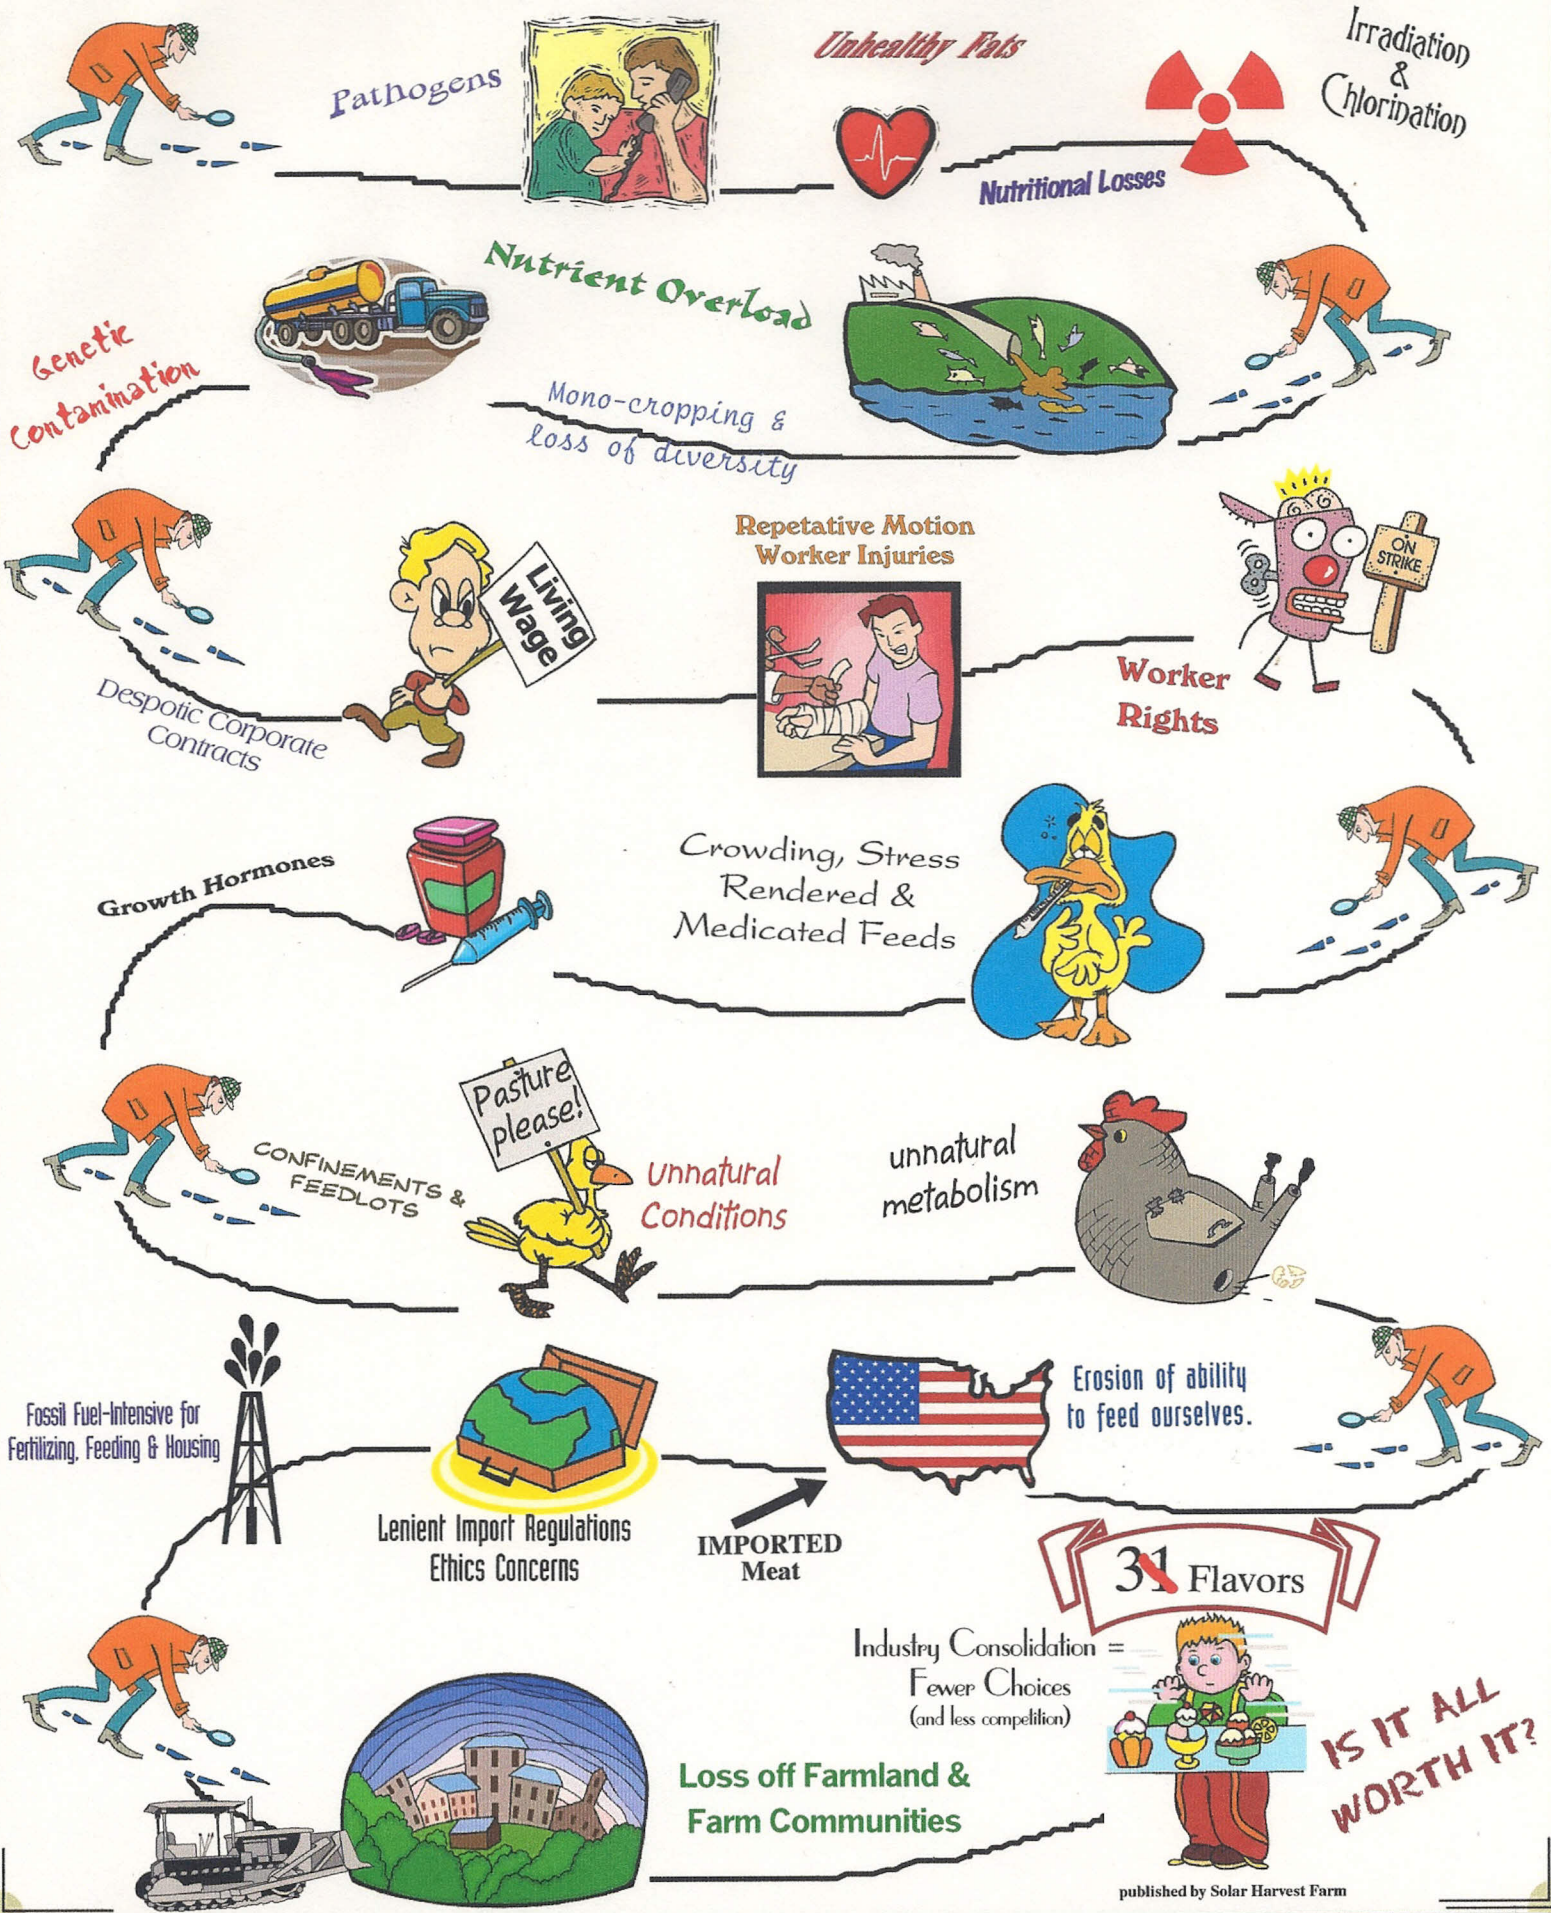 Pathogens
Unhealthy Fats
Irradiation
&
Chlorination
Nutritional Losses
Nutrient Overload
Genetic
Contamination
Mono-cropping &
loss of diversity
Living
Wage
Repetative Motion
Worker Injuries
ON
STRIKE
Worker
Rights
Despotic Corporate
Contracts
Growth Hormones
Crowding, Stress
Rendered &
Medicated Feeds
Pasture
please!
CONFINEMENTS &
FEEDLOTS
Unnatural
Conditions
unnatural
metabolism
Fossil Fuel-Intensive for
Fertilizing, Feeding & Housing
Lenient Import Regulations
Ethics Concerns
IMPORTED
Meat
Erosion of ability
to feed ourselves.
31 Flavors
Industry Consolidation =
Fewer Choices
(and less competition)
IS IT ALL
WORTH IT?
Loss off Farmland &
Farm Communities
published by Solar Harvest Farm